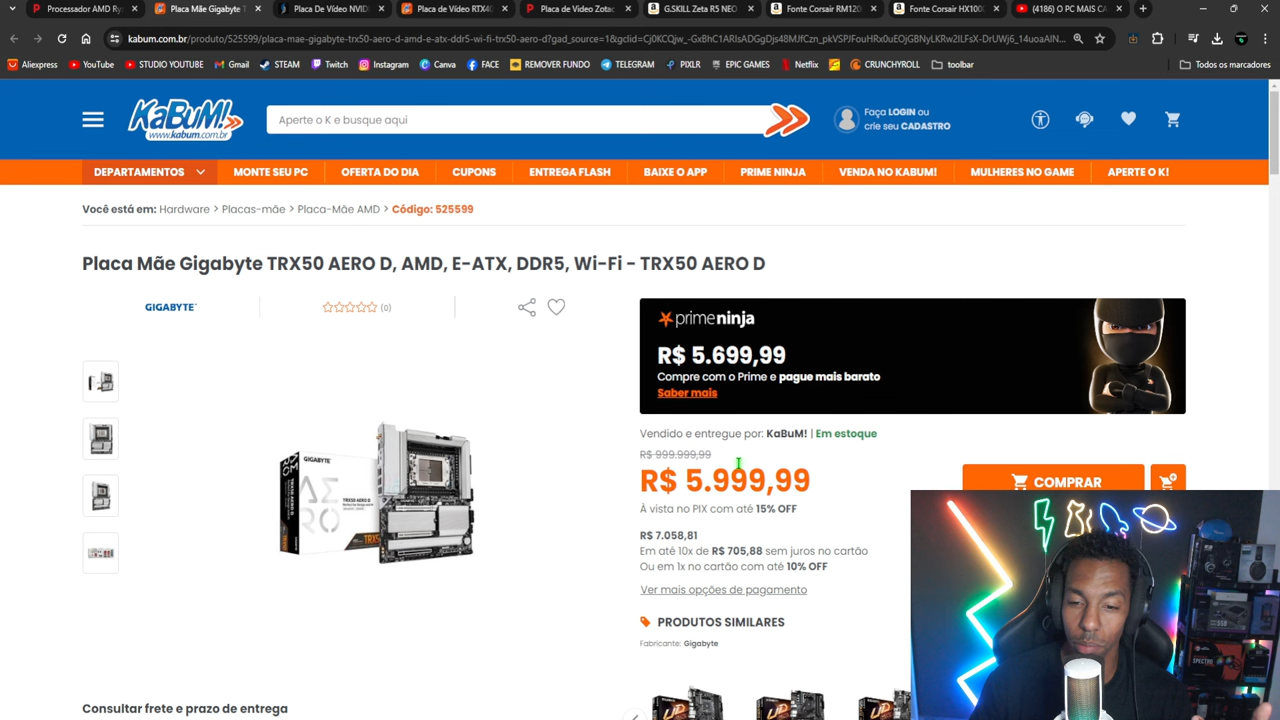 Processador AMD Ry
Placa Mãe Gigabyte T
Placa De Vídeo NVID
Placa de Vídeo RTX40
Placa de Vídeo Zotac
G.SKILL Zeta R5 NEO
Fonte Corsair RM120
Fonte Corsair HX100
(4186) O PC MAIS CA
kabum.com.br/produto/525599/placa-mae-gigabyte-trx50-aero-d-amd-e-atx-ddr5-wi-fi-trx50-aero-d?gad_source=1&gclid=Cj0KCQjw_-GxBhC1ARIsADGgDjs48MJfCzn_pkVSPJFouHRx0uEOjGBNyLKRw2ILFsX-DrUWj6_14uoaAlN...
Aliexpress
YouTube
STUDIO YOUTUBE
Gmail
STEAM
Twitch
Instagram
Canva
FACE
REMOVER FUNDO
TELEGRAM
PIXLR
EPIC GAMES
Netflix
CRUNCHYROLL
toolbar
Todos os marcadores
KaBuM!
www.kabum.com.br
Aperte o K e busque aqui
Faça LOGIN ou
crie seu CADASTRO
DEPARTAMENTOS
MONTE SEU PC
OFERTA DO DIA
CUPONS
ENTREGA FLASH
BAIXE O APP
PRIME NINJA
VENDA NO KABUM!
MULHERES NO GAME
APERTE O K!
Você está em: Hardware > Placas-mãe > Placa-Mãe AMD > Código: 525599
Placa Mãe Gigabyte TRX50 AERO D, AMD, E-ATX, DDR5, Wi-Fi - TRX50 AERO D
GIGABYTE
(0)
primeninja
R$ 5.699,99
Compre com o Prime e pague mais barato
Saber mais
Vendido e entregue por: KaBuM! | Em estoque
R$ 999.999,99
R$ 5.999,99
COMPRAR
À vista no PIX com até 15% OFF
R$ 7.058,81
Em até 10x de R$ 705,88 sem juros no cartão
Ou em 1x no cartão com até 10% OFF
Ver mais opções de pagamento
PRODUTOS SIMILARES
Fabricante: Gigabyte
GIGABYTE
Consultar frete e prazo de entrega